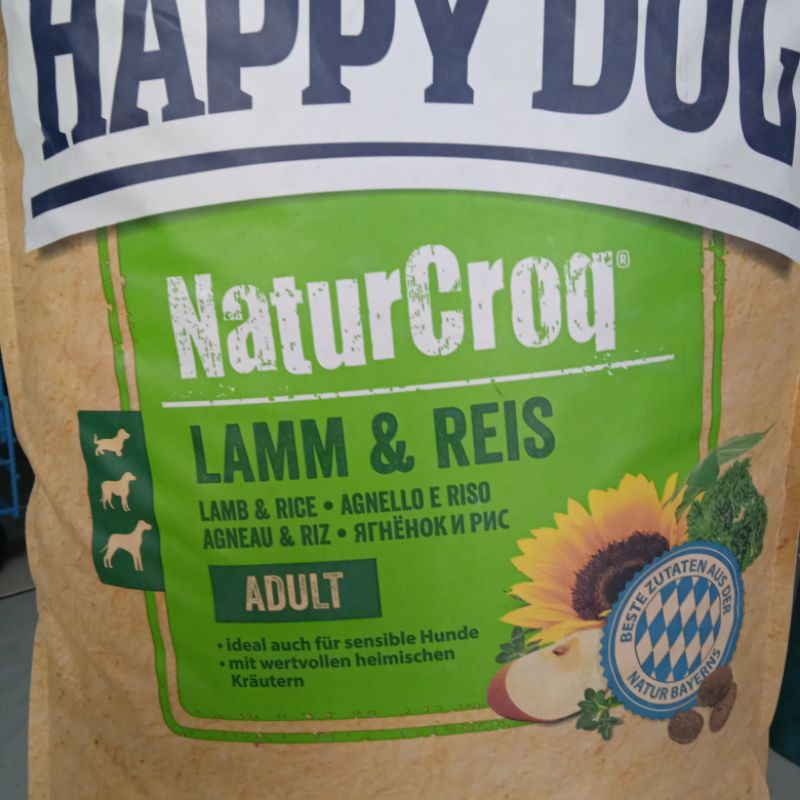 HAPPY DOG
NaturCroq®
LAMM & REIS
LAMB & RICE • AGNELLO E RISO
AGNEAU & RIZ • ЯГНЁНОК И РИС
ADULT
• ideal auch für sensible Hunde
• mit wertvollen heimischen
Kräutern
BESTE ZUTATEN AUS DER
NATUR BAYERNS